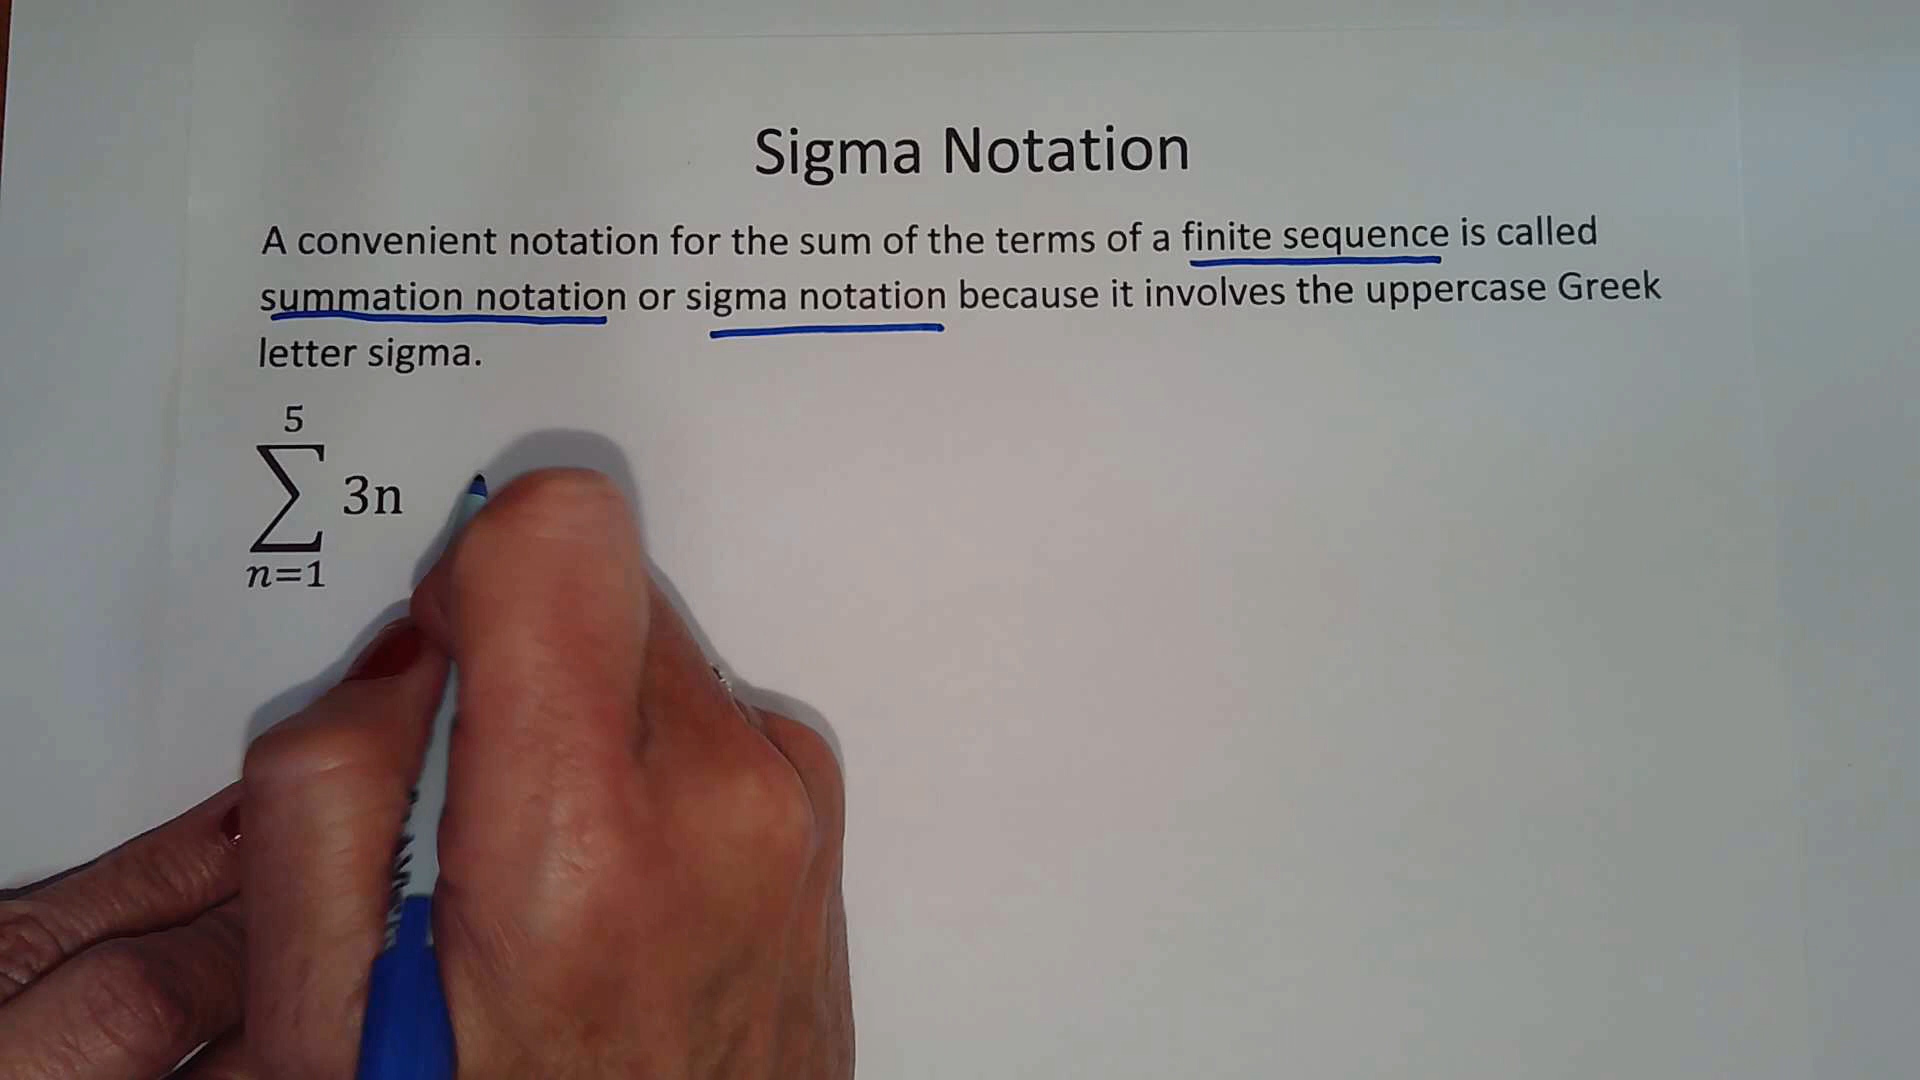 Sigma Notation
A convenient notation for the sum of the terms of a finite sequence is called
summation notation or sigma notation because it involves the uppercase Greek
letter sigma.
5
∑ 3n
n=1